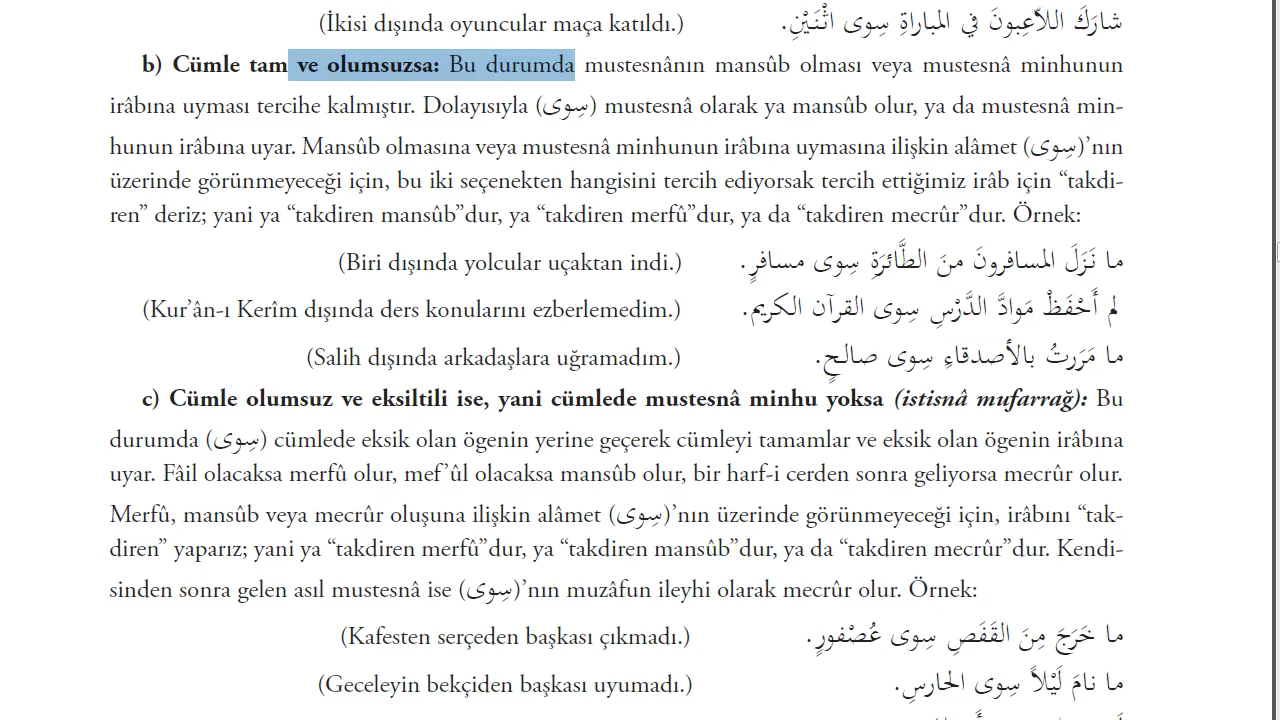 (İkisi dışında oyuncular maça katıldı.) شارَكَ اللاّعِبونَ في المباراةِ سِوى اثْنَيْنِ.
b) Cümle tam ve olumsuzsa: Bu durumda mustesnânın mansûb olması veya mustesnâ minhunun
irâbına uyması tercihe kalmıştır. Dolayısıyla (سِوى) mustesnâ olarak ya mansûb olur, ya da mustesnâ min-
hunun irâbına uyar. Mansûb olmasına veya mustesnâ minhunun irâbına uymasına ilişkin alâmet (سِوى)’nın
üzerinde görünmeyeceği için, bu iki seçenekten hangisini tercih ediyorsak tercih ettiğimiz irâb için “takdi-
ren” deriz; yani ya “takdiren mansûb”dur, ya “takdiren merfû”dur, ya da “takdiren mecrûr”dur. Örnek:
(Biri dışında yolcular uçaktan indi.) ما نَزَلَ المسافرونَ منَ الطَّائرَةِ سِوى مسافرٍ.
(Kur’ân-ı Kerîm dışında ders konularını ezberlemedim.) لم أَحْفَظْ مَوادَّ الدَّرْسِ سِوى القرآن الكريم.
(Salih dışında arkadaşlara uğramadım.) ما مَرَرتُ بالأصدقاءِ سِوى صالحٍ.
c) Cümle olumsuz ve eksiltili ise, yani cümlede mustesnâ minhu yoksa (istisnâ mufarrağ): Bu
durumda (سِوى) cümlede eksik olan ögenin yerine geçerek cümleyi tamamlar ve eksik olan ögenin irâbına
uyar. Fâil olacaksa merfû olur, mef’ûl olacaksa mansûb olur, bir harf-i cerden sonra geliyorsa mecrûr olur.
Merfû, mansûb veya mecrûr oluşuna ilişkin alâmet (سِوى)’nın üzerinde görünmeyeceği için, irâbını “tak-
diren” yaparız; yani ya “takdiren merfû”dur, ya “takdiren mansûb”dur, ya da “takdiren mecrûr”dur. Kendi-
sinden sonra gelen asıl mustesnâ ise (سِوى)’nın muzâfun ileyhi olarak mecrûr olur. Örnek:
(Kafesten serçeden başkası çıkmadı.) ما خَرَجَ مِنَ القَفَصِ سِوى عُصْفورٍ.
(Geceleyin bekçiden başkası uyumadı.) ما نامَ لَيْلاً سِوى الحارسِ.